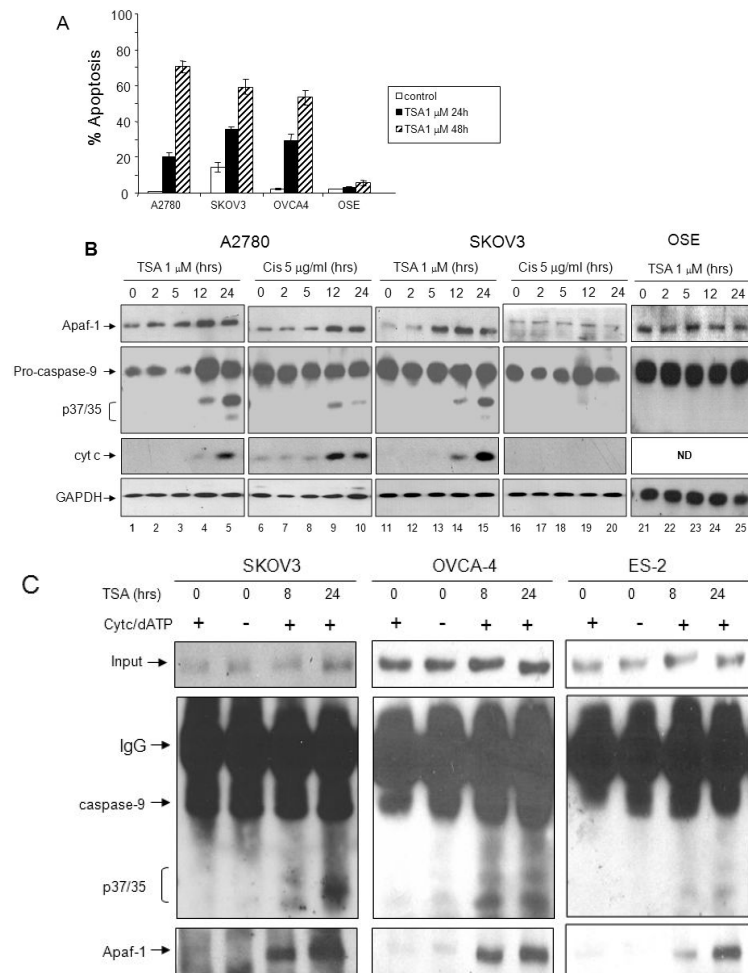 A
% Apoptosis
100
80
60
40
20
0
A2780 SKOV3 OVCA4 OSE
control
TSA1 μM 24h
TSA1 μM 48h
B
A2780 SKOV3 OSE
TSA 1 μM (hrs) Cis 5 μg/ml (hrs) TSA 1 μM (hrs) Cis 5 μg/ml (hrs) TSA 1 μM (hrs)
0 2 5 12 24 0 2 5 12 24 0 2 5 12 24 0 2 5 12 24 0 2 5 12 24
Apaf-1
Pro-caspase-9
p37/35
cyt c ND
GAPDH
1 2 3 4 5 6 7 8 9 10 11 12 13 14 15 16 17 18 19 20 21 22 23 24 25
C
SKOV3 OVCA-4 ES-2
TSA (hrs) 0 0 8 24 0 0 8 24 0 0 8 24
Cytc/dATP + - + + + - + + + - + +
Input
IgG
caspase-9
p37/35
Apaf-1